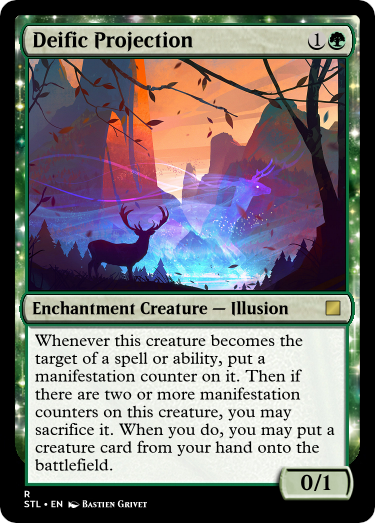 Deific Projection 1
Enchantment Creature — Illusion
Whenever this creature becomes the
target of a spell or ability, put a
manifestation counter on it. Then if
there are two or more manifestation
counters on this creature, you may
sacrifice it. When you do, you may put a
creature card from your hand onto the
battlefield.
0/1
R
STL • EN Bastien Grivet